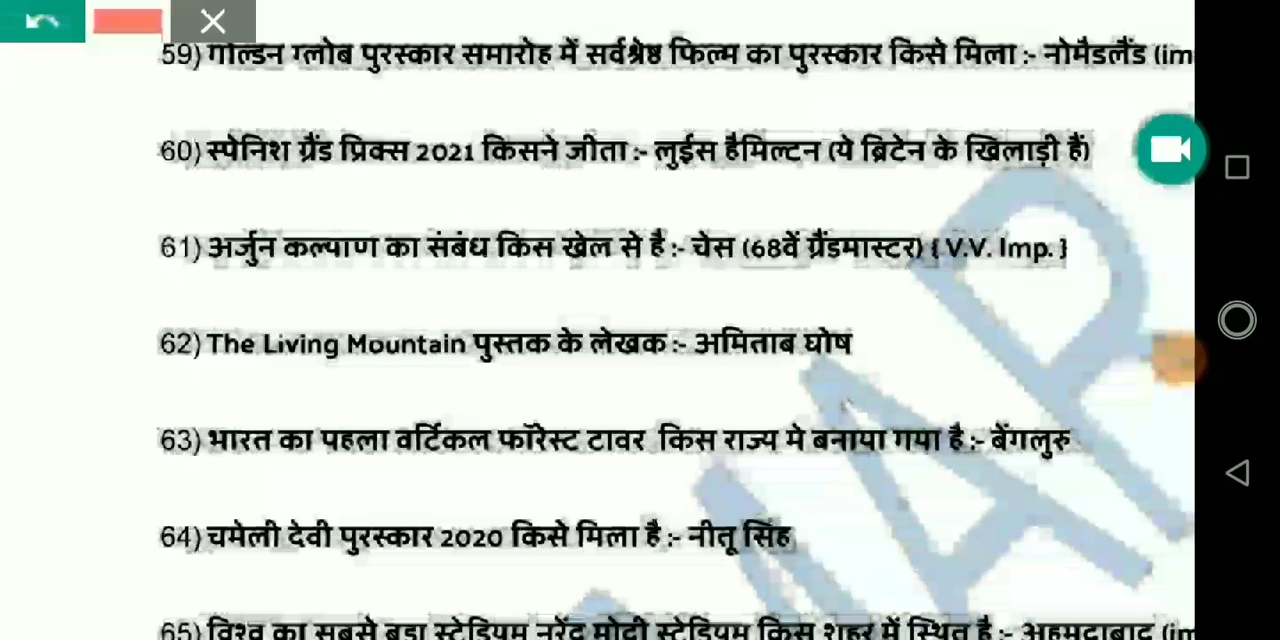 59) गोल्डन ग्लोब पुरस्कार समारोह में सर्वश्रेष्ठ फिल्म का पुरस्कार किसे मिला :- नोमैडलैंड (im
60) स्पेनिश ग्रैंड प्रिक्स 2021 किसने जीता :- लुईस हैमिल्टन (ये ब्रिटेन के खिलाड़ी हैं)
61) अर्जुन कल्याण का संबंध किस खेल से है :- चेस (68वें ग्रैंडमास्टर) { V.V. Imp. }
62) The Living Mountain पुस्तक के लेखक :- अमिताब घोष
63) भारत का पहला वर्टिकल फॉरेस्ट टावर किस राज्य मे बनाया गया है :- बेंगलुरु
64) चमेली देवी पुरस्कार 2020 किसे मिला है :- नीतू सिंह
65) विश्व का सबसे बड़ा स्टेडियम नरेंद्र मोदी स्टेडियम किस शहर में स्थित है :- अहमदाबाद (im